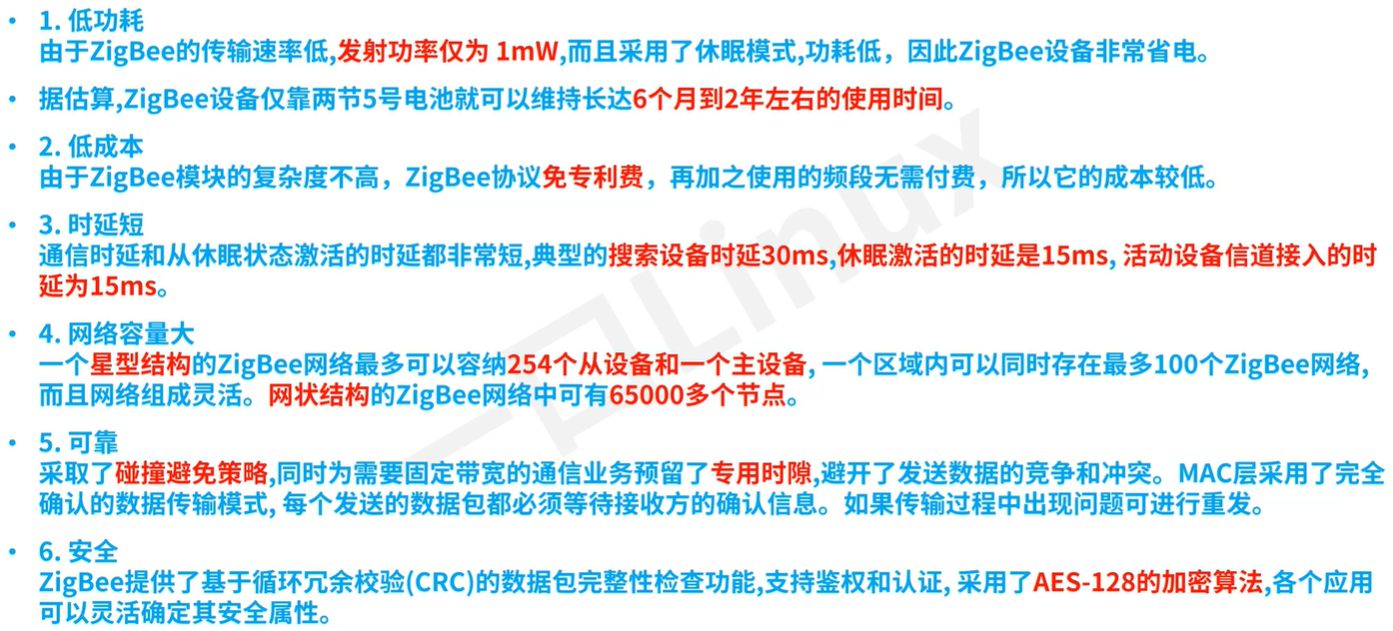 • 1. 低功耗
由于ZigBee的传输速率低,发射功率仅为 1mW,而且采用了休眠模式,功耗低，因此ZigBee设备非常省电。
• 据估算,ZigBee设备仅靠两节5号电池就可以维持长达6个月到2年左右的使用时间。
• 2. 低成本
由于ZigBee模块的复杂度不高，ZigBee协议免专利费，再加之使用的频段无需付费，所以它的成本较低。
• 3. 时延短
通信时延和从休眠状态激活的时延都非常短,典型的搜索设备时延30ms,休眠激活的时延是15ms, 活动设备信道接入的时
延为15ms。
• 4. 网络容量大
一个星型结构的ZigBee网络最多可以容纳254个从设备和一个主设备, 一个区域内可以同时存在最多100个ZigBee网络,
而且网络组成灵活。网状结构的ZigBee网络中可有65000多个节点。
• 5. 可靠
采取了碰撞避免策略,同时为需要固定带宽的通信业务预留了专用时隙,避开了发送数据的竞争和冲突。MAC层采用了完全
确认的数据传输模式, 每个发送的数据包都必须等待接收方的确认信息。如果传输过程中出现问题可进行重发。
• 6. 安全
ZigBee提供了基于循环冗余校验(CRC)的数据包完整性检查功能,支持鉴权和认证, 采用了AES-128的加密算法,各个应用
可以灵活确定其安全属性。
一口Linux